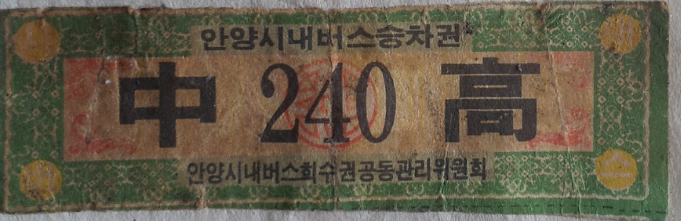 안양시내버스승차권
中 240 高
안양시내버스회수권공동관리위원회